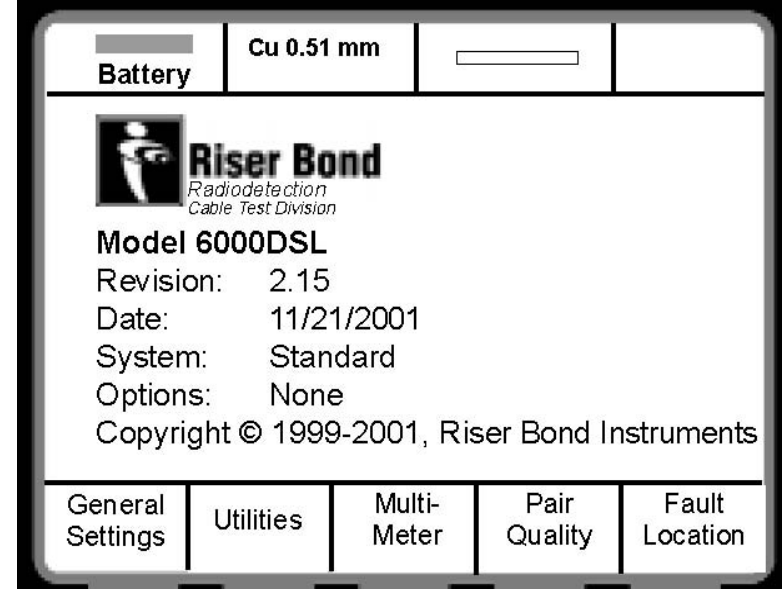 Battery
Cu 0.51 mm
Riser Bond
Radiodetection
Cable Test Division
Model 6000DSL
Revision: 2.15
Date: 11/21/2001
System: Standard
Options: None
Copyright © 1999-2001, Riser Bond Instruments
General
Settings
Utilities
Multi-
Meter
Pair
Quality
Fault
Location